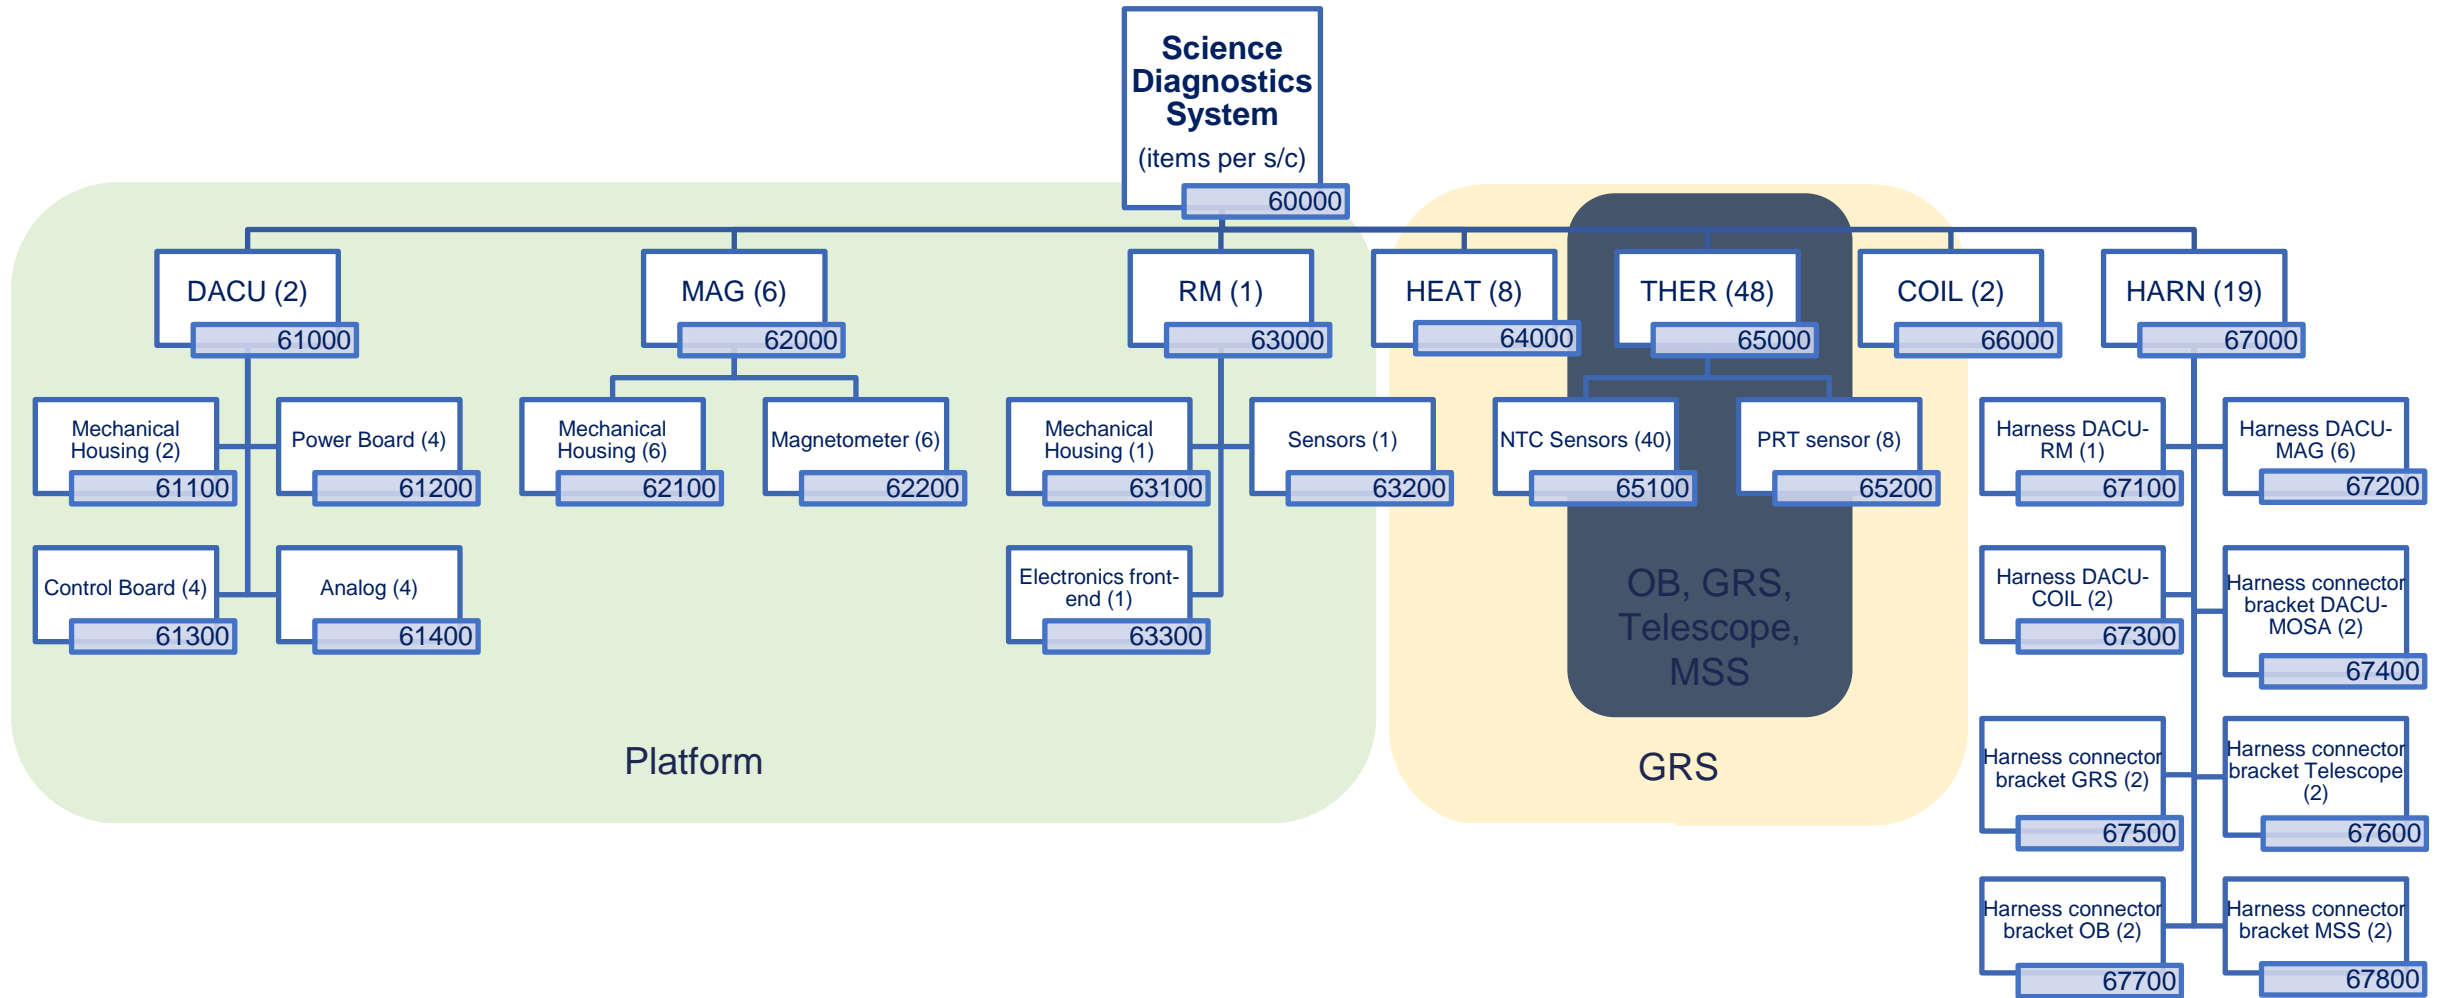 Science
Diagnostics
System
(items per s/c)
60000
DACU (2)
61000
MAG (6)
62000
RM (1)
63000
HEAT (8)
64000
THER (48)
65000
COIL (2)
66000
HARN (19)
67000
Mechanical
Housing (2)
61100
Power Board (4)
61200
Control Board (4)
61300
Analog (4)
61400
Mechanical
Housing (6)
62100
Magnetometer (6)
62200
Mechanical
Housing (1)
63100
Sensors (1)
63200
Electronics front-
end (1)
63300
NTC Sensors (40)
65100
PRT sensor (8)
65200
Harness DACU-
RM (1)
67100
Harness DACU-
MAG (6)
67200
Harness DACU-
COIL (2)
67300
Harness connector
bracket DACU-
MOSA (2)
67400
Harness connector
bracket GRS (2)
67500
Harness connector
bracket Telescope
(2)
67600
Harness connector
bracket OB (2)
67700
Harness connector
bracket MSS (2)
67800
OB, GRS,
Telescope,
MSS
Platform
GRS